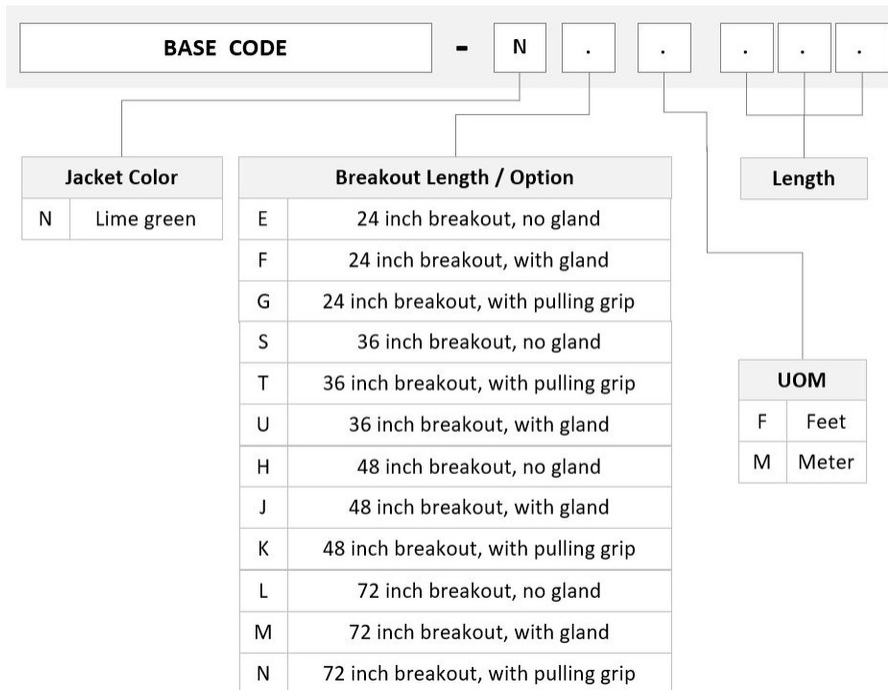 BASE CODE - N . . . . .
Jacket Color
N Lime green
Breakout Length / Option
E 24 inch breakout, no gland
F 24 inch breakout, with gland
G 24 inch breakout, with pulling grip
S 36 inch breakout, no gland
T 36 inch breakout, with pulling grip
U 36 inch breakout, with gland
H 48 inch breakout, no gland
J 48 inch breakout, with gland
K 48 inch breakout, with pulling grip
L 72 inch breakout, no gland
M 72 inch breakout, with gland
N 72 inch breakout, with pulling grip
Length
UOM
F Feet
M Meter